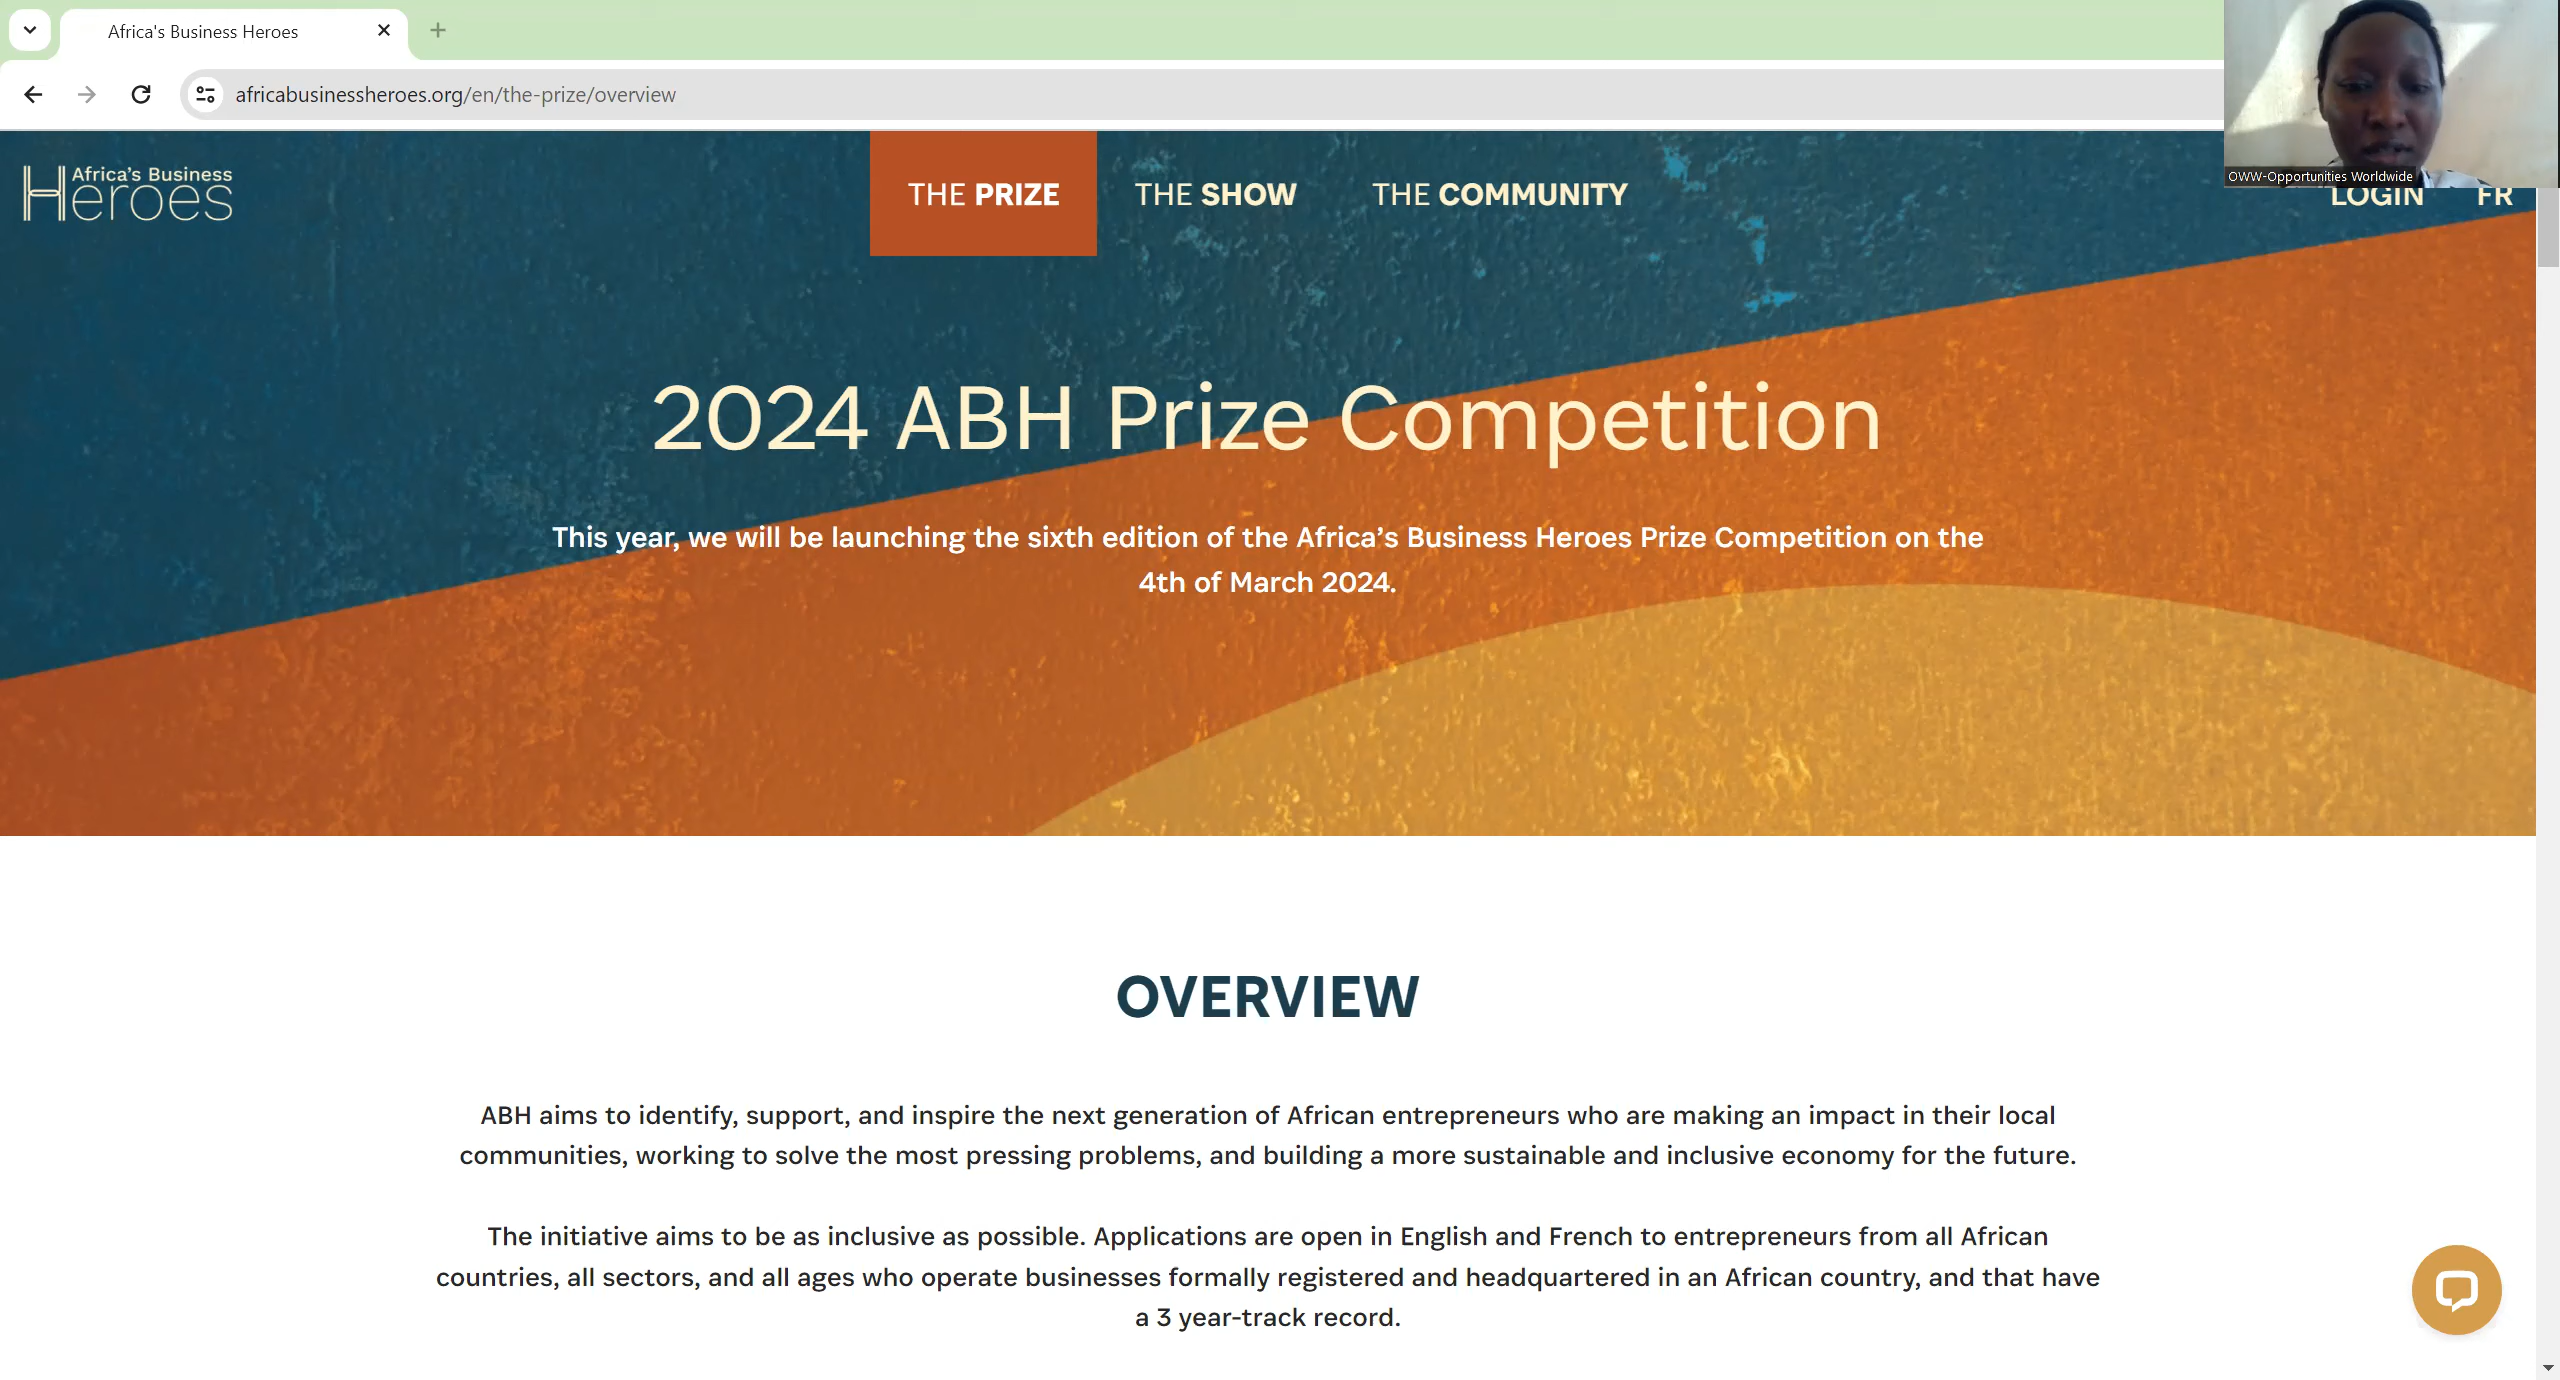 Africa's Business Heroes
africabusinessheroes.org/en/the-prize/overview
OWW-Opportunities Worldwide
Africa's Business
Heroes
THE PRIZE
THE SHOW
THE COMMUNITY
LOGIN
FR
2024 ABH Prize Competition
This year, we will be launching the sixth edition of the Africa's Business Heroes Prize Competition on the
4th of March 2024.
OVERVIEW
ABH aims to identify, support, and inspire the next generation of African entrepreneurs who are making an impact in their local
communities, working to solve the most pressing problems, and building a more sustainable and inclusive economy for the future.
The initiative aims to be as inclusive as possible. Applications are open in English and French to entrepreneurs from all African
countries, all sectors, and all ages who operate businesses formally registered and headquartered in an African country, and that have
a 3 year-track record.